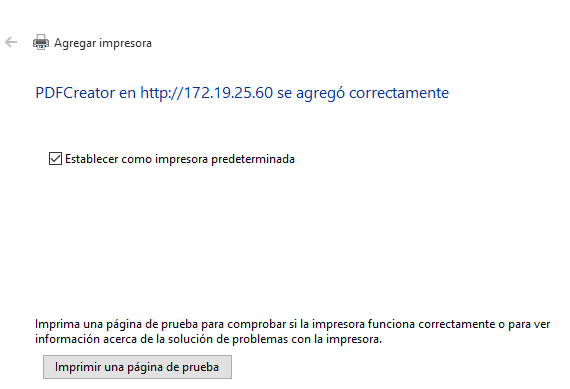 Agregar impresora
PDFCreator en http://172.19.25.60 se agregó correctamente
Establecer como impresora predeterminada
Imprima una página de prueba para comprobar si la impresora funciona correctamente o para ver
información acerca de la solución de problemas con la impresora.
Imprimir una página de prueba